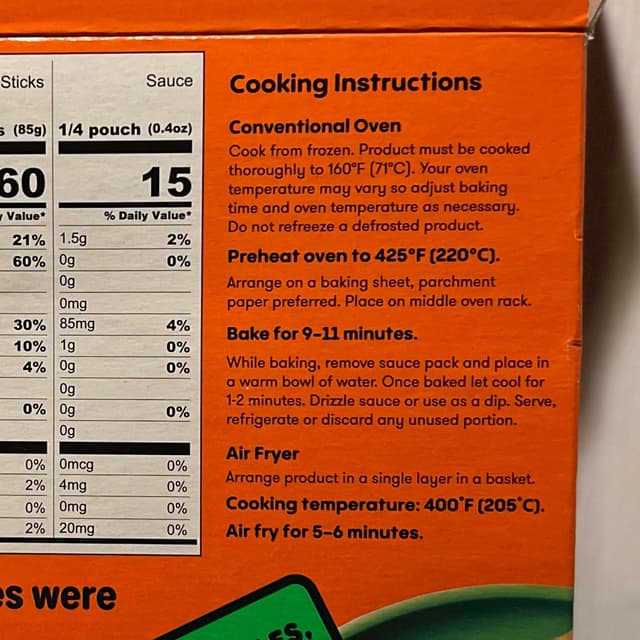 Sticks Sauce
s (85g) 1/4 pouch (0.4oz)
60 15
y Value* % Daily Value*
21% 1.5g 2%
60% 0g 0%
0g
0mg
30% 85mg 4%
10% 1g 0%
4% 0g 0%
0g
0% 0g 0%
0g
0% 0mcg 0%
2% 4mg 0%
0% 0mg 0%
2% 20mg 0%
es were
Cooking Instructions
Conventional Oven
Cook from frozen. Product must be cooked
thoroughly to 160°F (71°C). Your oven
temperature may vary so adjust baking
time and oven temperature as necessary.
Do not refreeze a defrosted product.
Preheat oven to 425°F (220°C).
Arrange on a baking sheet, parchment
paper preferred. Place on middle oven rack.
Bake for 9-11 minutes.
While baking, remove sauce pack and place in
a warm bowl of water. Once baked let cool for
1-2 minutes. Drizzle sauce or use as a dip. Serve,
refrigerate or discard any unused portion.
Air Fryer
Arrange product in a single layer in a basket.
Cooking temperature: 400°F (205°C).
Air fry for 5-6 minutes.